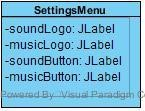 SettingsMenu
-soundLogo: JLabel
-musicLogo: JLabel
-soundButton: JLabel
-musicButton: JLabel
Powered By Visual Paradigm C